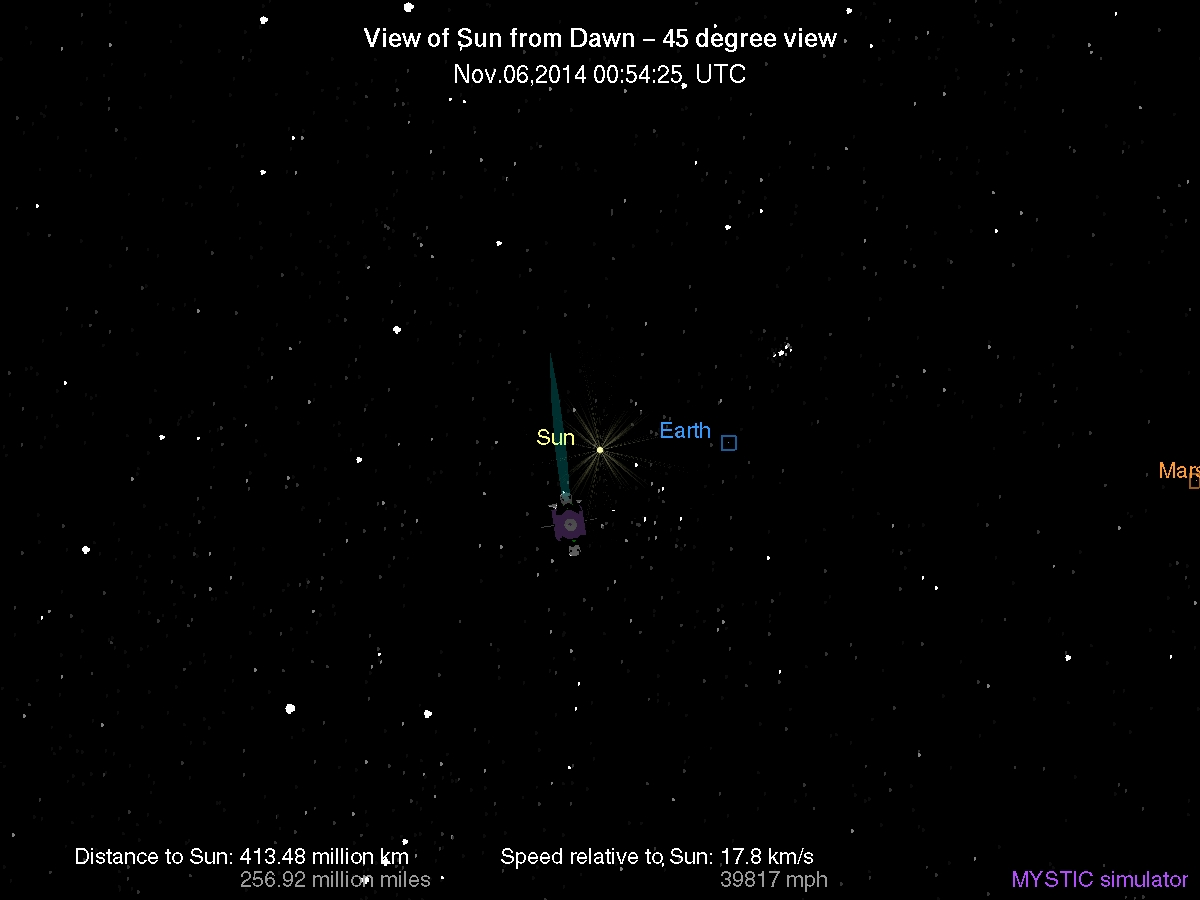 View of Sun from Dawn – 45 degree view
Nov.06,2014 00:54:25 UTC
Earth
Sun
Mars
Distance to Sun: 413.48 million km
256.92 million miles
Speed relative to Sun: 17.8 km/s
39817 mph
MYSTIC simulator